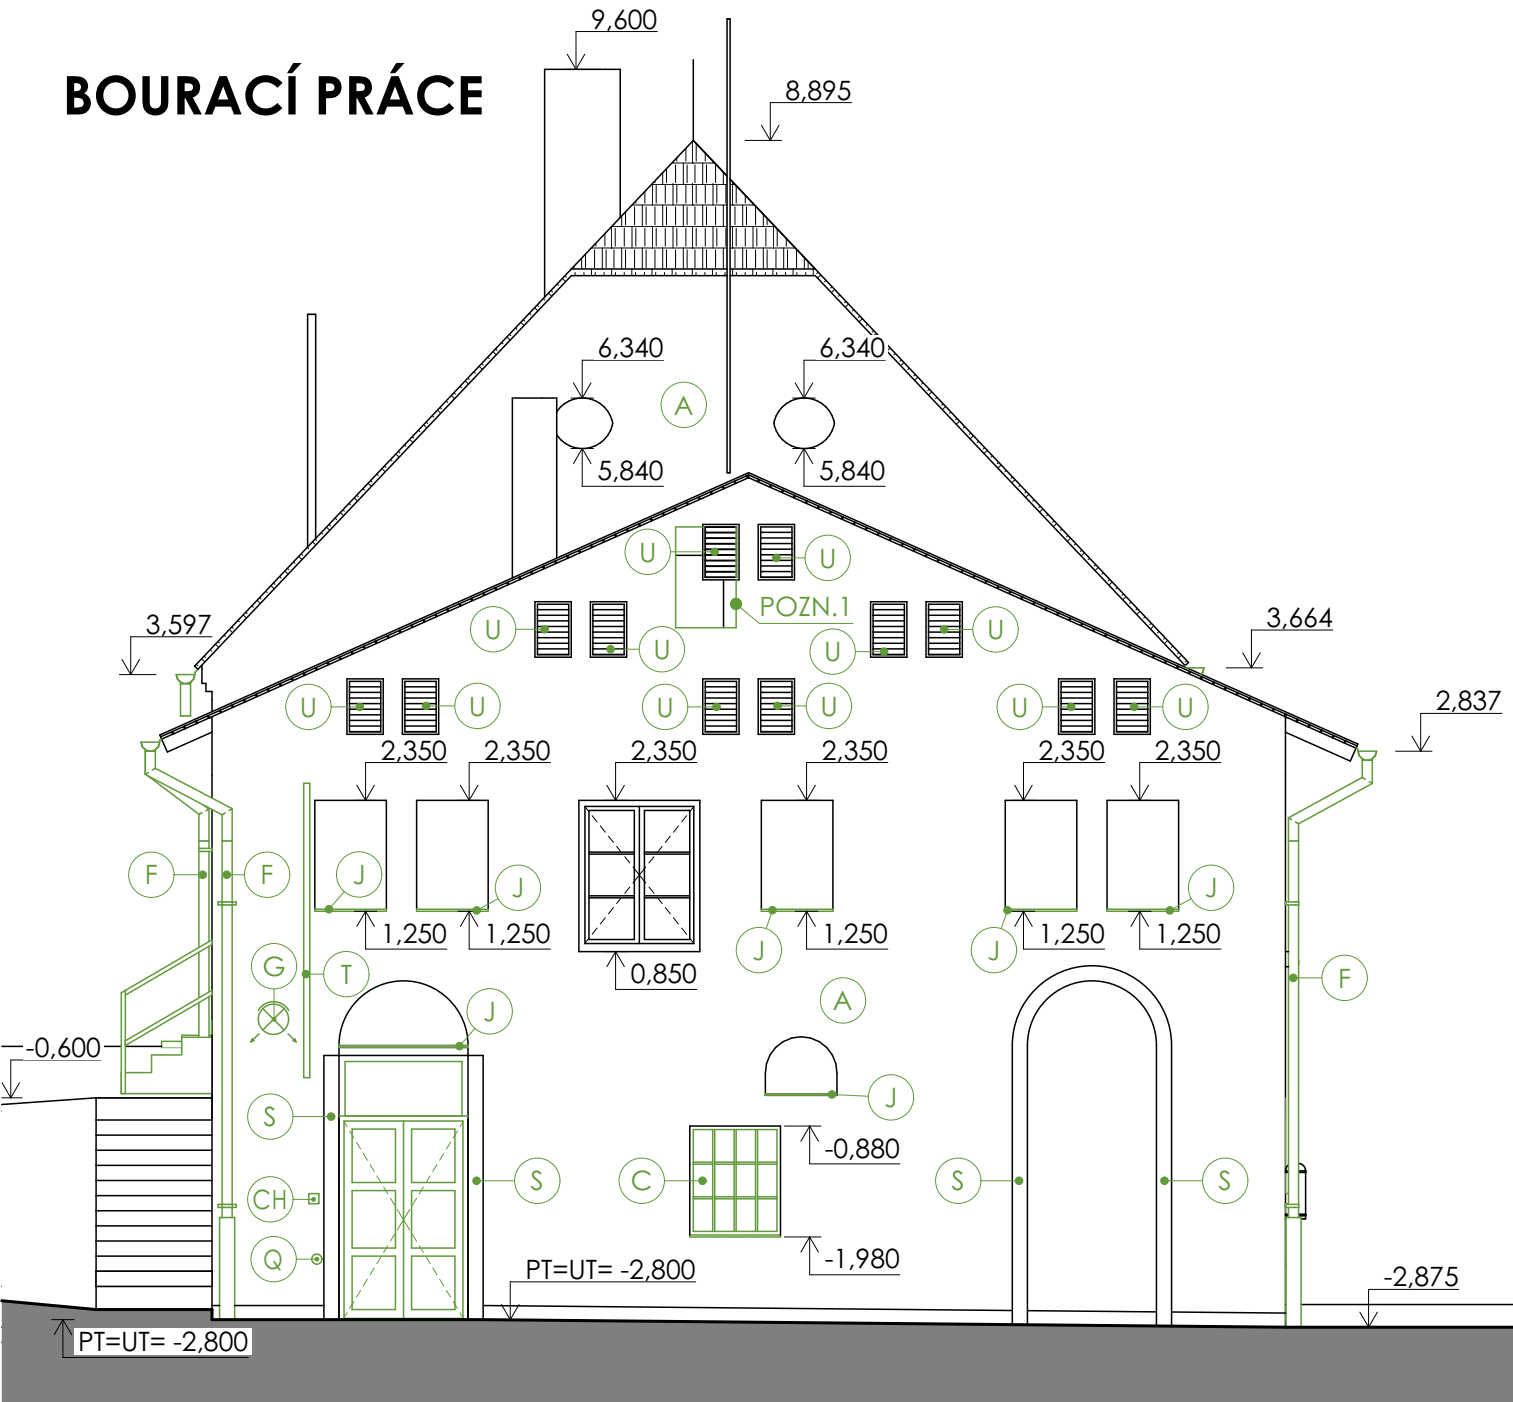 9,600
BOURACÍ PRÁCE
8,895
6,340
6,340
A
5,840
5,840
U
U
POZN.1
3,597
U
U
U
U
3,664
U
U
U
U
U
U
2,837
2,350
2,350
2,350
2,350
2,350
2,350
F
F
J
J
J
1,250
1,250
1,250
1,250
1,250
J
J
G
T
0,850
F
A
J
-0,600
J
S
-0,880
S
C
S
S
CH
Q
-1,980
PT=UT= -2,800
-2,875
PT=UT= -2,800